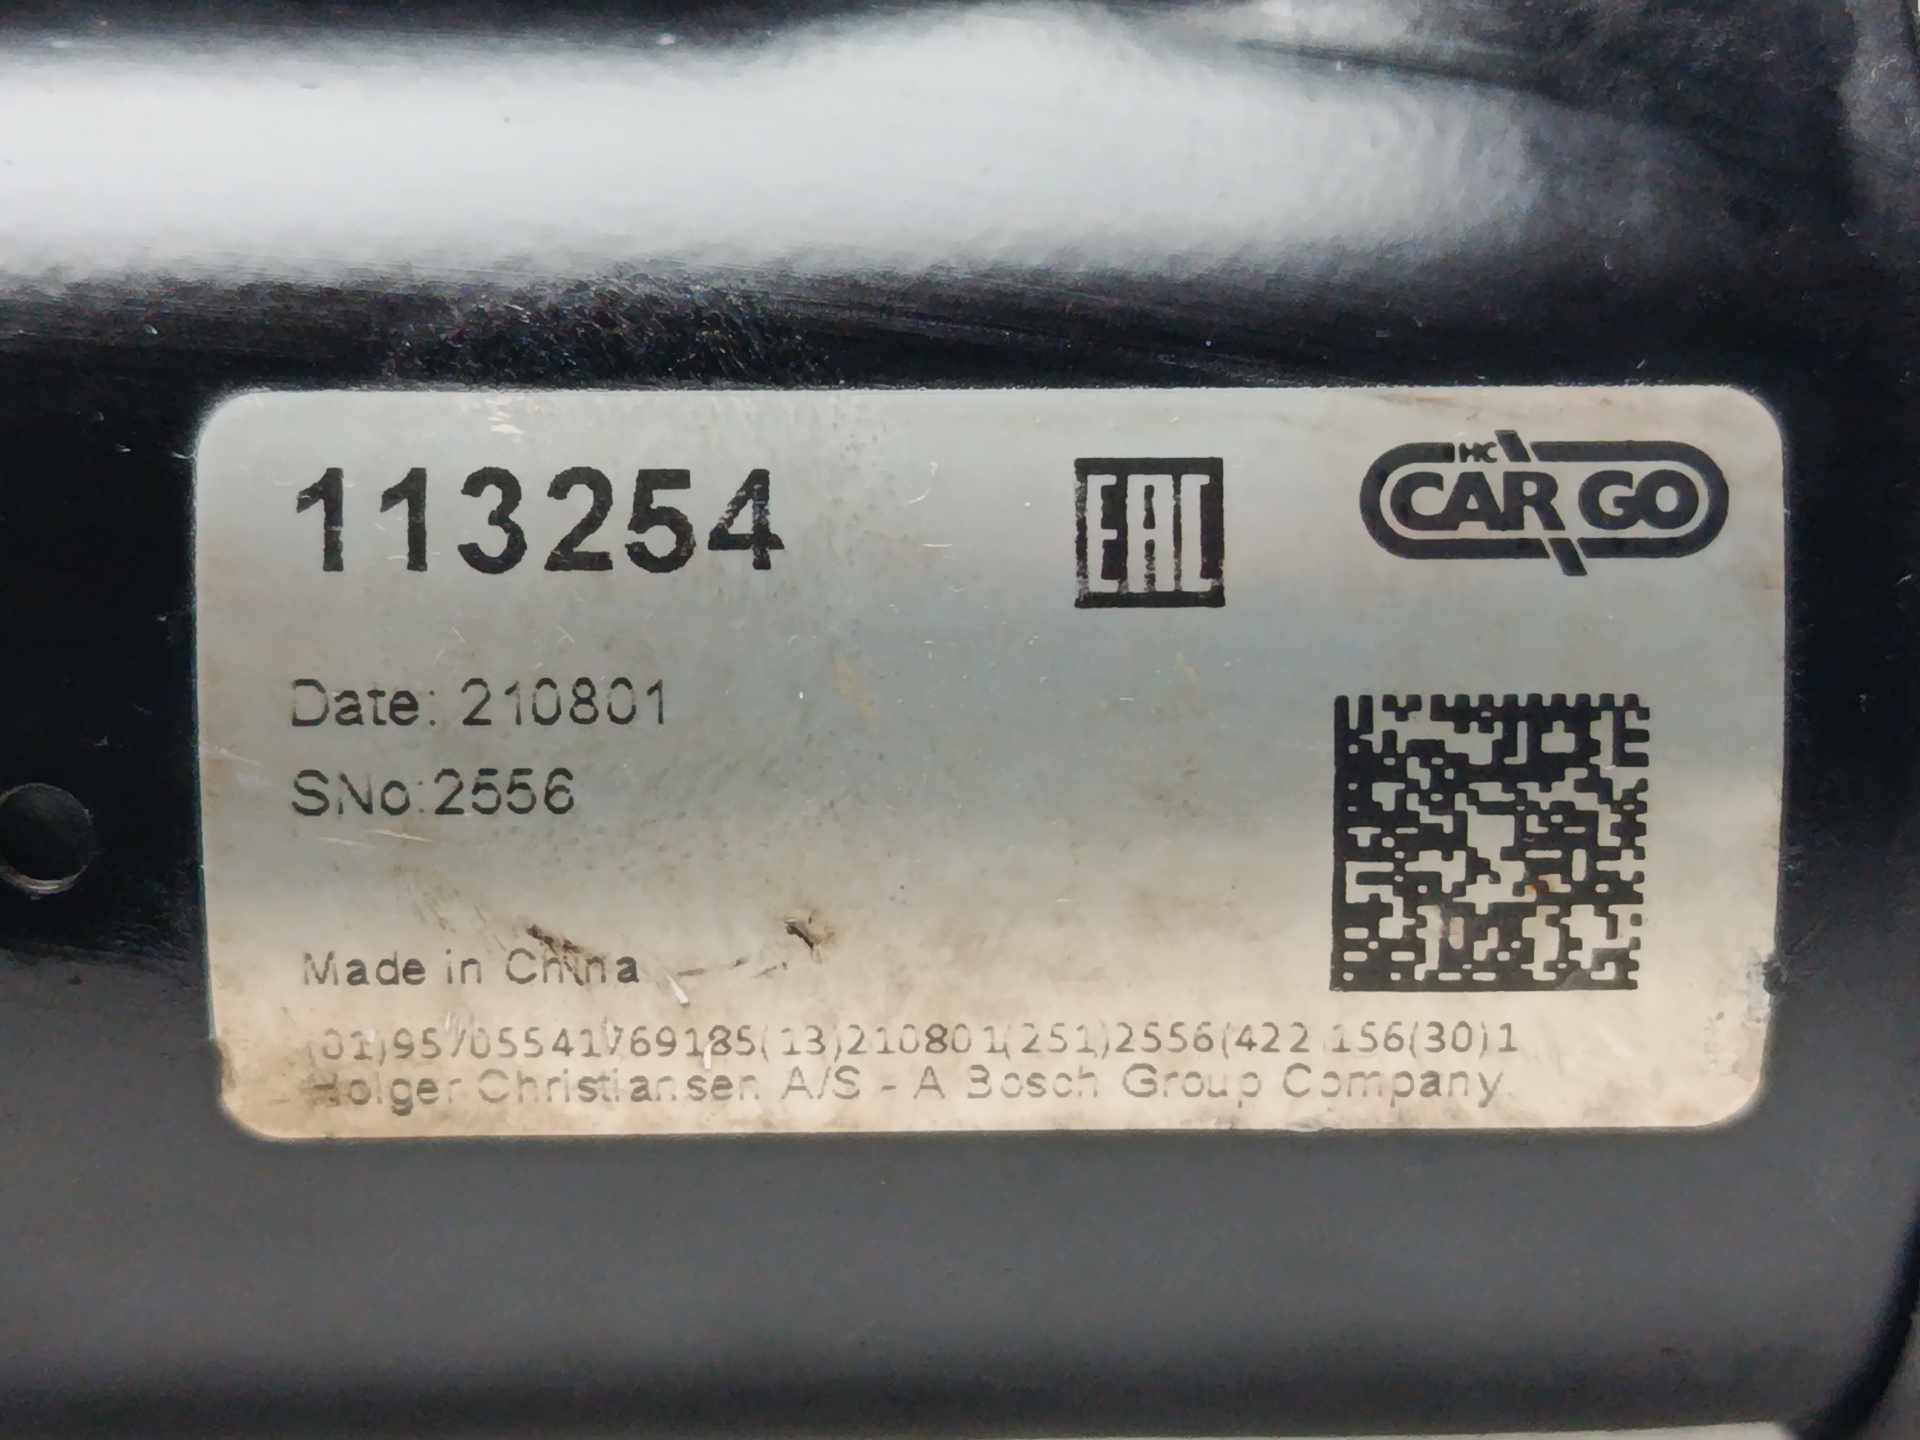 113254
EAC
HC
CARGO
Date: 210801
SNo:2556
Made in China
(01)95705541769185(13)210801(251)2556(422 156(30)1
Holger Christiansen A/S - A Bosch Group Company